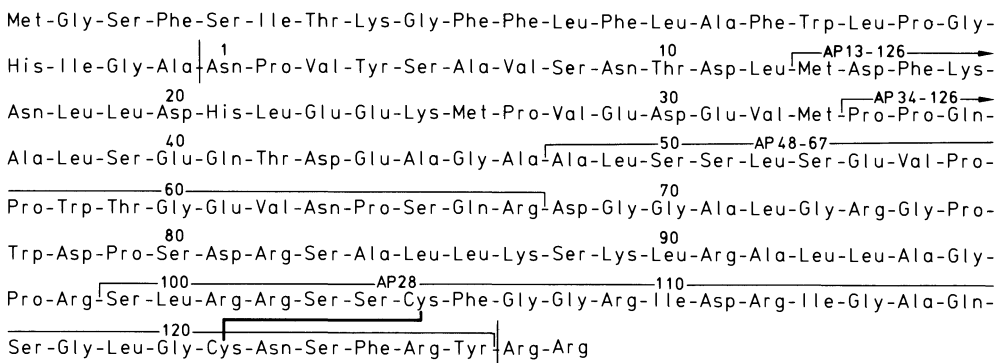 Met-Gly-Ser-Phe-Ser-Ile-Thr-Lys-Gly-Phe-Phe-Leu-Phe-Leu-Ala-Phe-Trp-Leu-Pro-Gly-
1 10 AP13-126
His-Ile-Gly-Ala-Asn-Pro-Val-Tyr-Ser-Ala-Val-Ser-Asn-Thr-Asp-Leu-Met-Asp-Phe-Lys-
20 30 AP34-126
Asn-Leu-Leu-Asp-His-Leu-Glu-Glu-Lys-Met-Pro-Val-Glu-Asp-Glu-Val-Met-Pro-Pro-Gln-
40 50 AP48-67
Ala-Leu-Ser-Glu-Gln-Thr-Asp-Glu-Ala-Gly-Ala-Ala-Leu-Ser-Ser-Leu-Ser-Glu-Val-Pro-
60 70
Pro-Trp-Thr-Gly-Glu-Val-Asn-Pro-Ser-Gln-Arg-Asp-Gly-Gly-Ala-Leu-Gly-Arg-Gly-Pro-
80 90
Trp-Asp-Pro-Ser-Asp-Arg-Ser-Ala-Leu-Leu-Lys-Ser-Lys-Leu-Arg-Ala-Leu-Leu-Ala-Gly-
100 AP28 110
Pro-Arg-Ser-Leu-Arg-Arg-Ser-Ser-Cys-Phe-Gly-Gly-Arg-Ile-Asp-Arg-Ile-Gly-Ala-Gln-
120
Ser-Gly-Leu-Gly-Cys-Asn-Ser-Phe-Arg-Tyr-Arg-Arg